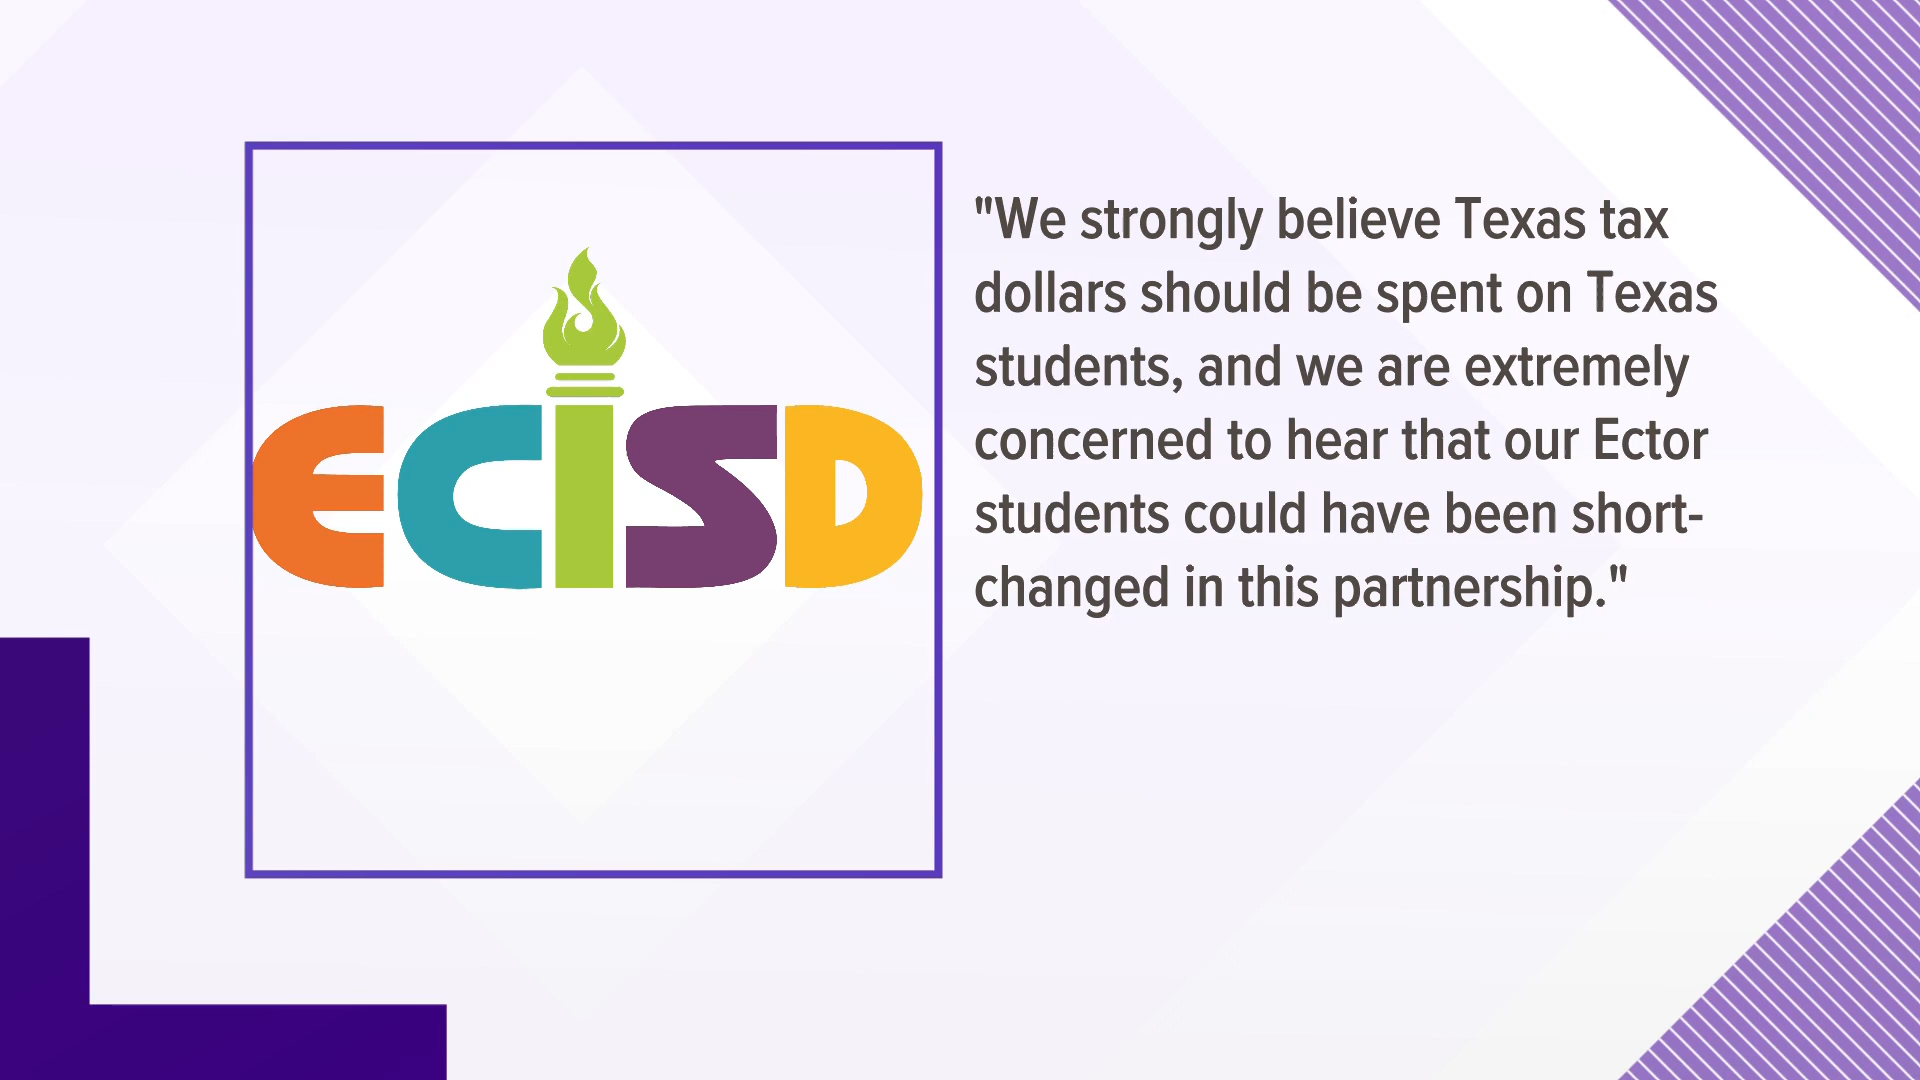 ECISD
"We strongly believe Texas tax
dollars should be spent on Texas
students, and we are extremely
concerned to hear that our Ector
students could have been short-
changed in this partnership."